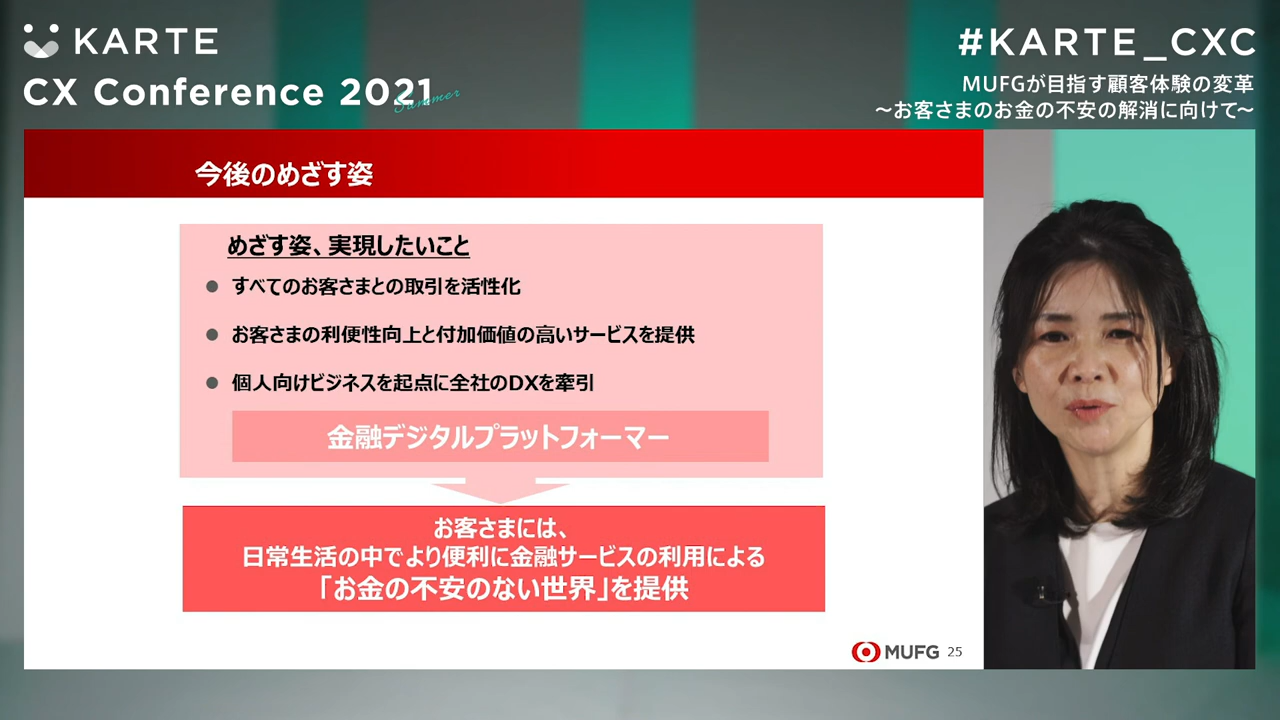 KARTE
CX Conference 2021
Summer
#KARTE_CXC
MUFGが目指す顧客体験の変革
～お客さまのお金の不安の解消に向けて～
今後のめざす姿
めざす姿、実現したいこと
● すべてのお客さまとの取引を活性化
● お客さまの利便性向上と付加価値の高いサービスを提供
● 個人向けビジネスを起点に全社のDXを牽引
金融デジタルプラットフォーマー
お客さまには、
日常生活の中でより便利に金融サービスの利用による
「お金の不安のない世界」を提供
MUFG 25